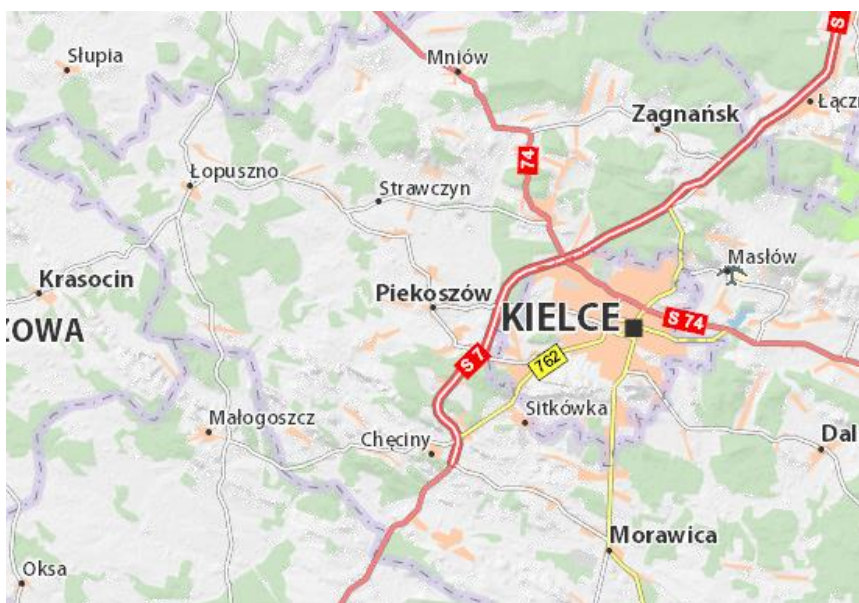 S
Słupia
Mniów
Łączn
Zagnańsk
74
Łopuszno
Strawczyn
Masłów
Krasocin
Piekoszów
KIELCE
S 74
ZOWA
S 7
762
Małogoszcz
Sitkówka
Chęciny
Dal
Morawica
Oksa